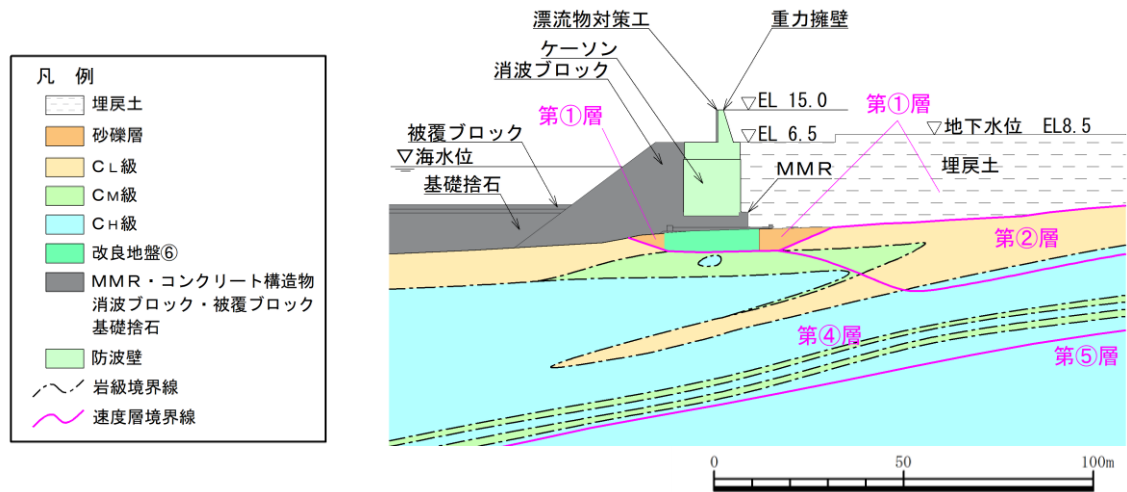 凡 例
埋戻土
砂礫層
CL級
CM級
CH級
改良地盤⑥
MMR・コンクリート構造物
消波ブロック・被覆ブロック
基礎捨石
防波壁
岩級境界線
速度層境界線
漂流物対策工
重力擁壁
ケーソン
消波ブロック
第①層
▽EL 15.0
第①層
被覆ブロック
▽EL 6.5
▽地下水位 EL8.5
▽海水位
埋戻土
基礎捨石
MMR
第②層
第④層
第⑤層
0 50 100m